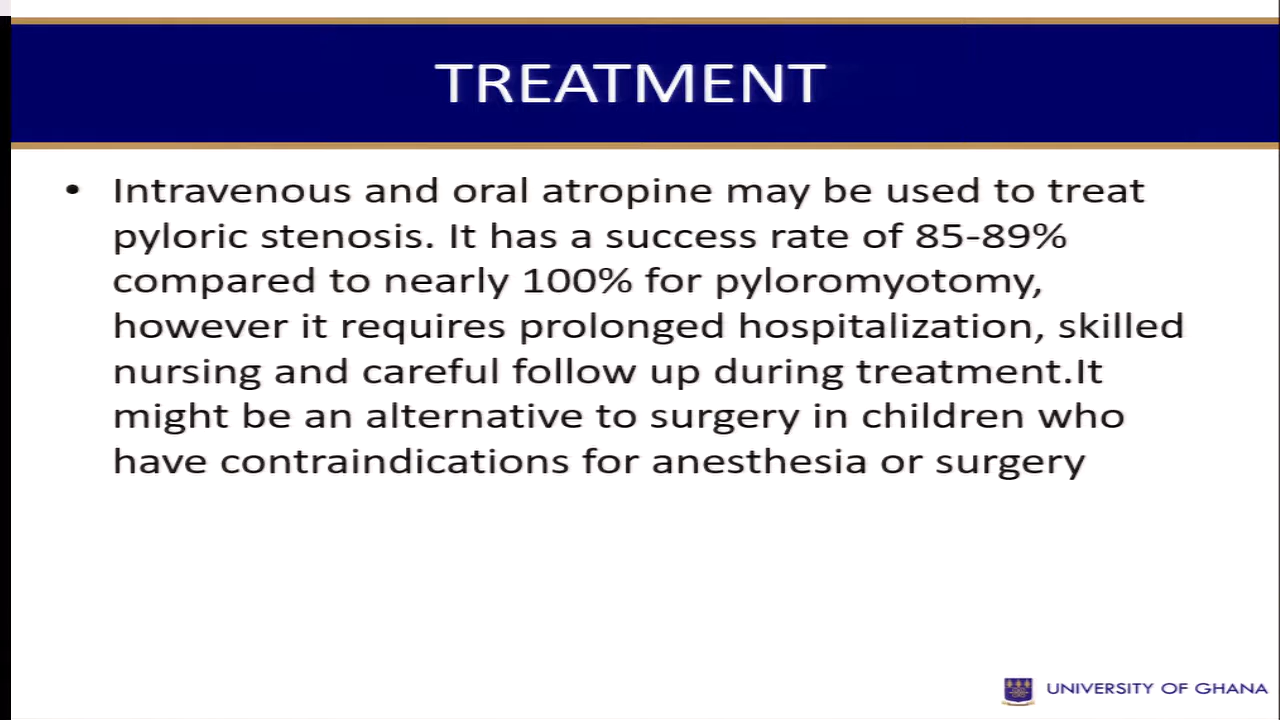 TREATMENT
• Intravenous and oral atropine may be used to treat
pyloric stenosis. It has a success rate of 85-89%
compared to nearly 100% for pyloromyotomy,
however it requires prolonged hospitalization, skilled
nursing and careful follow up during treatment.It
might be an alternative to surgery in children who
have contraindications for anesthesia or surgery
UNIVERSITY OF GHANA